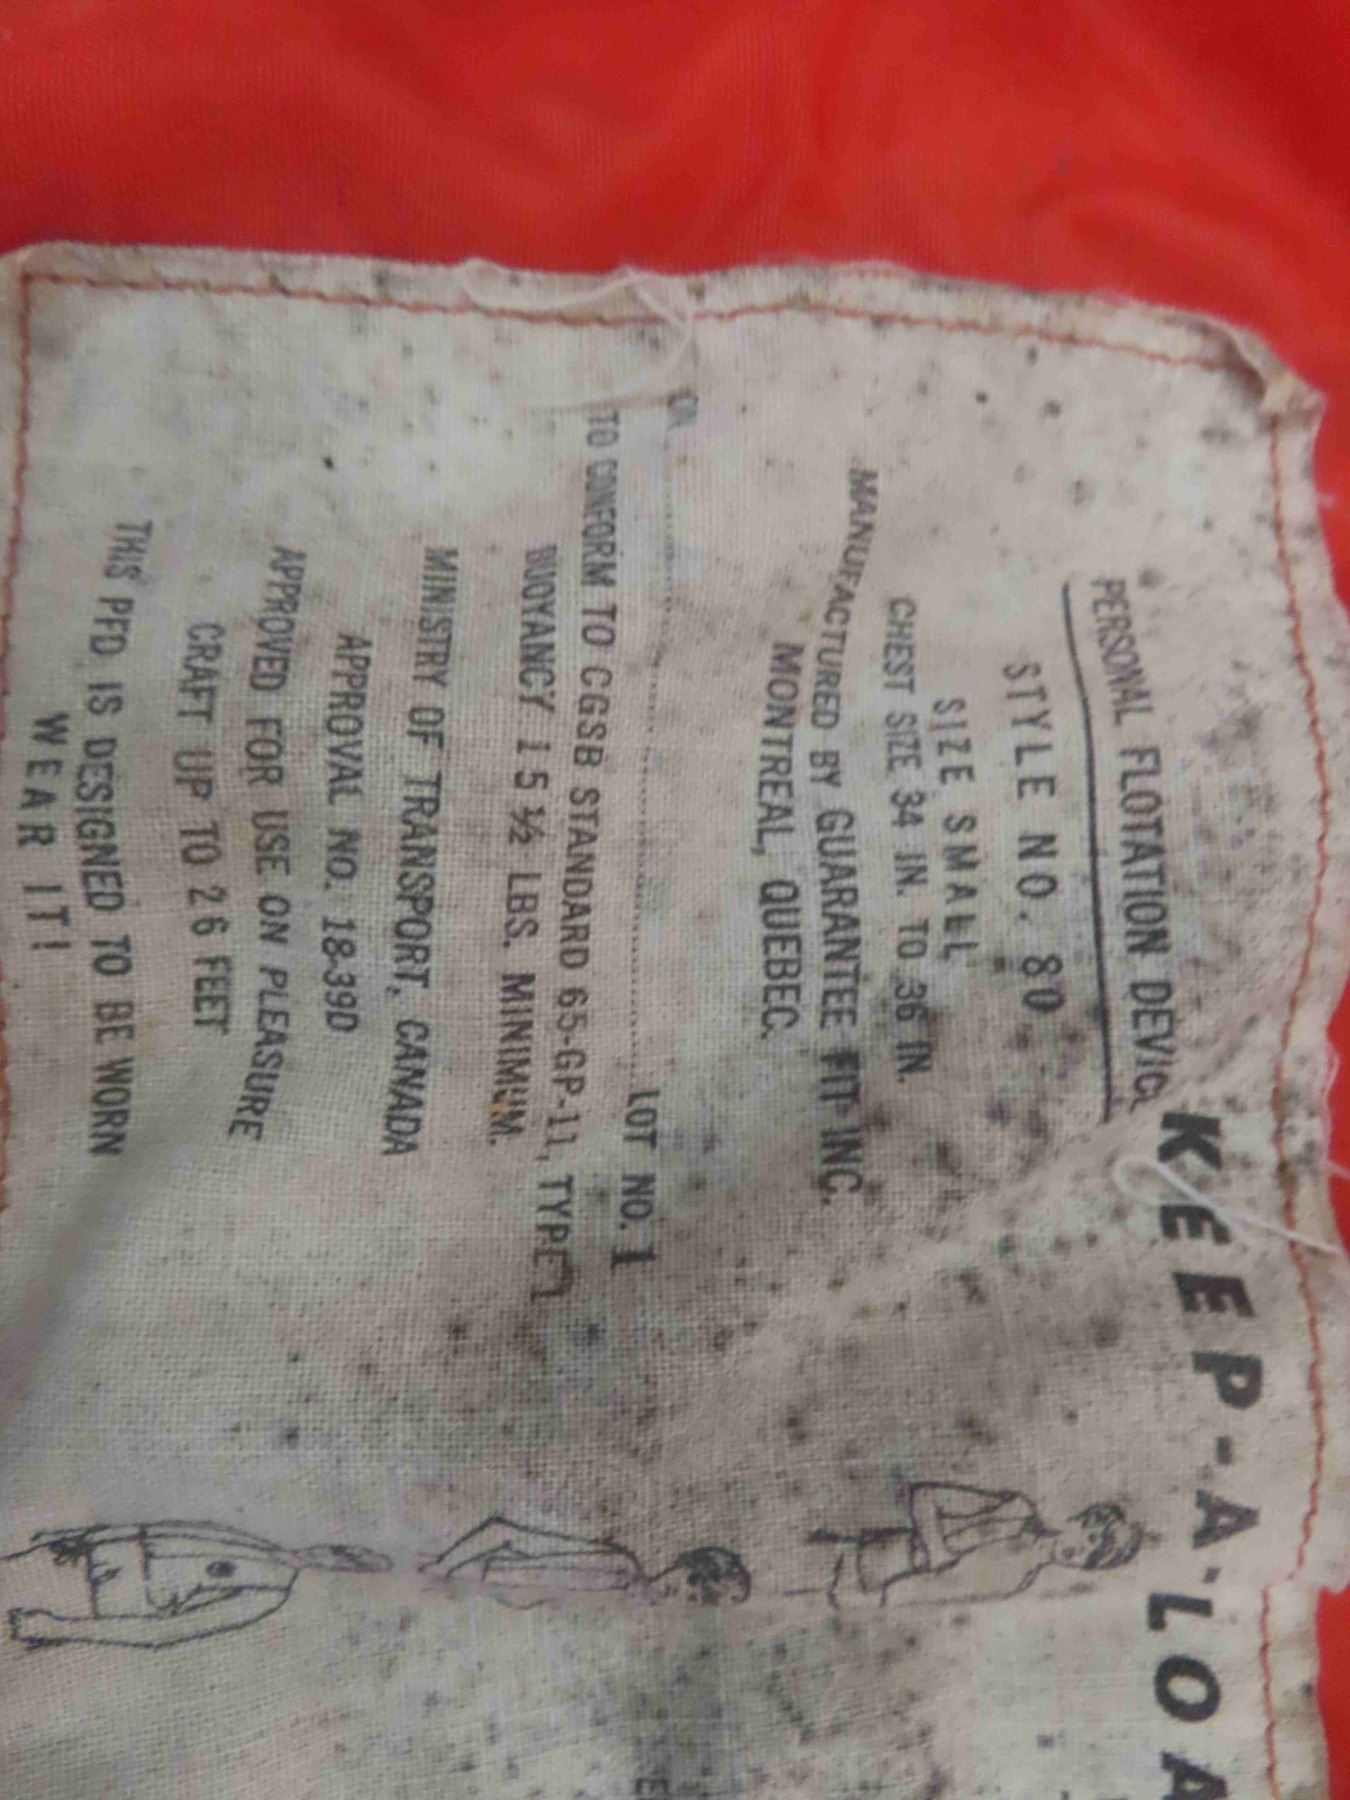 KEEP-A-LOA
PERSONAL FLOTATION DEVICE
STYLE NO. 80
SIZE SMALL
CHEST SIZE 34 IN. TO 36 IN.
MANUFACTURED BY GUARANTEE FIT INC.
MONTREAL, QUEBEC.
LOT NO. 1
TO CONFORM TO CGSB STANDARD 65-GP-11, TYPE
BUOYANCY 15 ½ LBS. MINIMUM.
MINISTRY OF TRANSPORT, CANADA
APPROVAL NO. 18-39D
APPROVED FOR USE ON PLEASURE
CRAFT UP TO 26 FEET
THIS PFD IS DESIGNED TO BE WORN
WEAR IT!